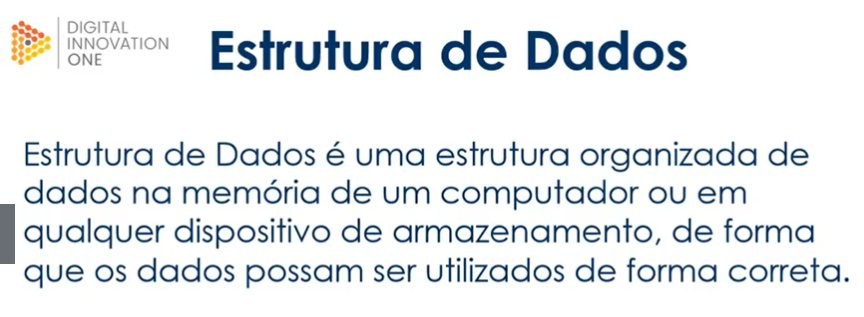 DIGITAL
INNOVATION
ONE
Estrutura de Dados
Estrutura de Dados é uma estrutura organizada de
dados na memória de um computador ou em
qualquer dispositivo de armazenamento, de forma
que os dados possam ser utilizados de forma correta.